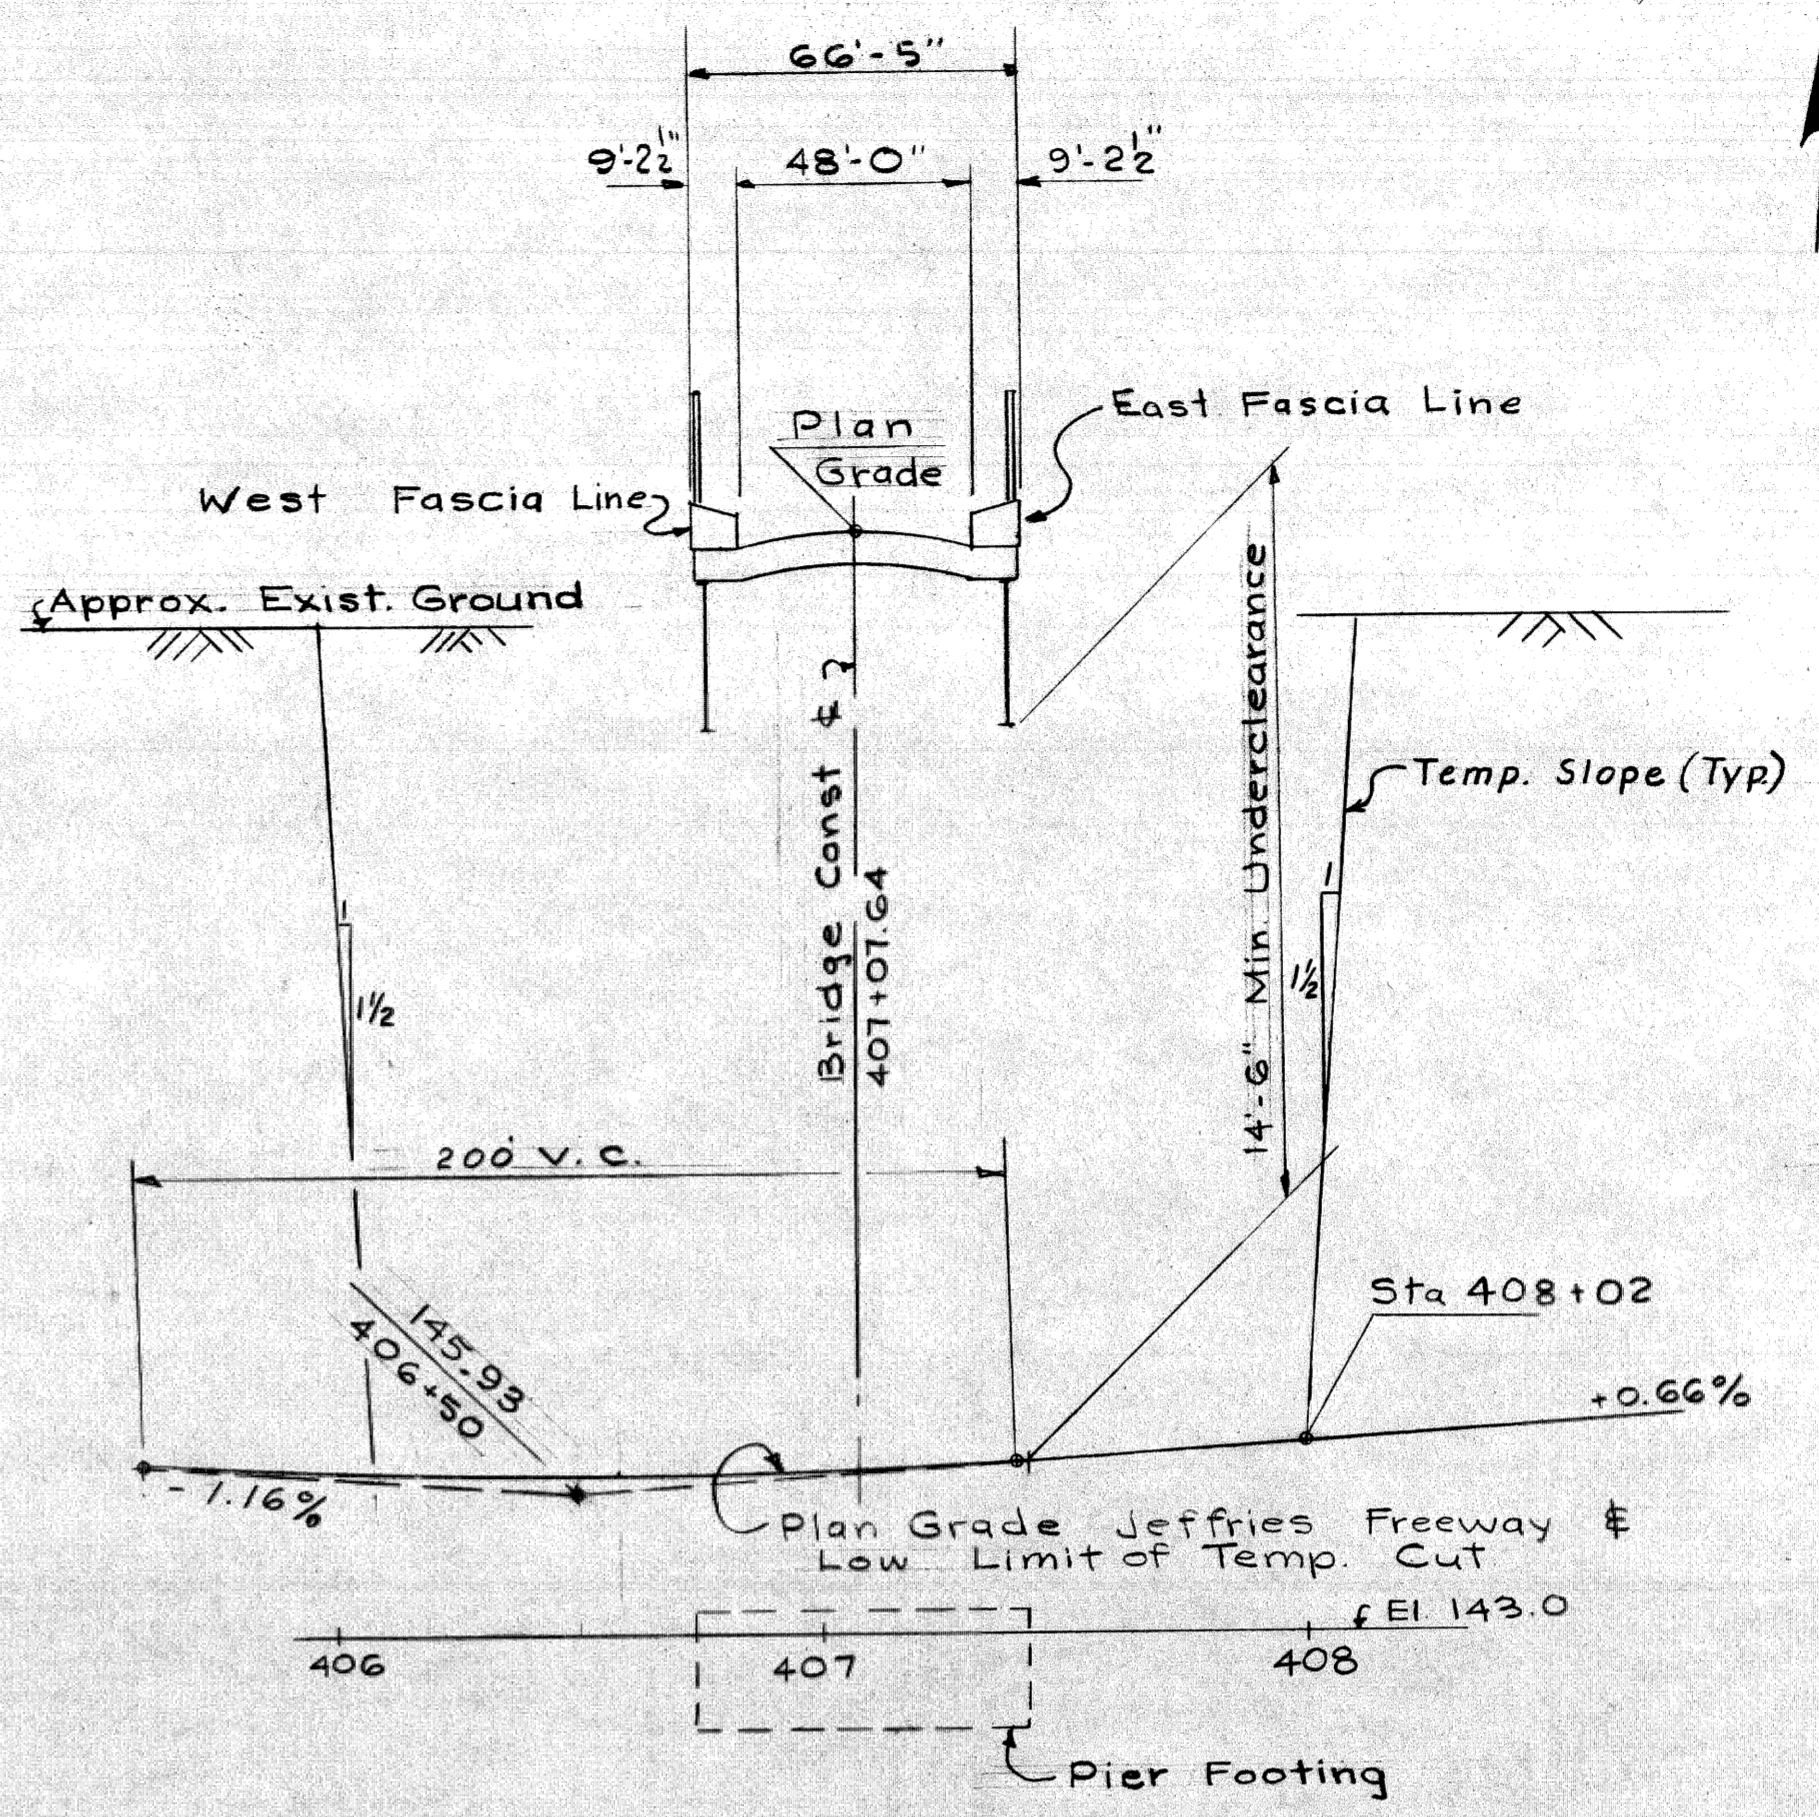 66'-5"
9'-2½"
48'-0"
9'-2½"
East Fascia Line
Plan
Grade
West Fascia Line
Approx. Exist. Ground
14'-6" Min. Underclearance
Temp. Slope (Typ.)
Bridge Const ℄
407+07.64
1
1½
1
1½
200' V.C.
Sta 408+02
145.93
406+50
+0.66%
-1.16%
Plan Grade Jeffries Freeway ℄
Low Limit of Temp. Cut
El. 143.0
406
407
408
Pier Footing